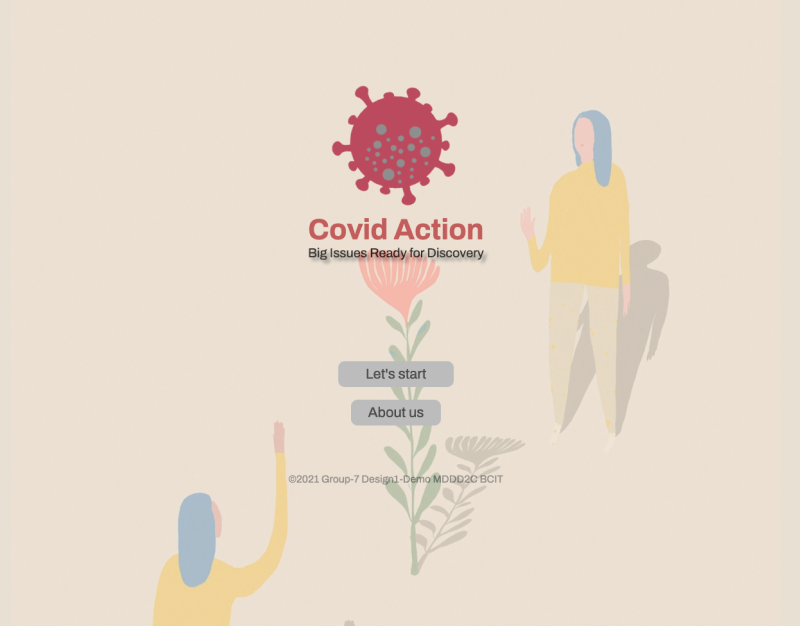 Covid Action
Big Issues Ready for Discovery
Let's start
About us
©2021 Group-7 Design1-Demo MDDD2C BCIT